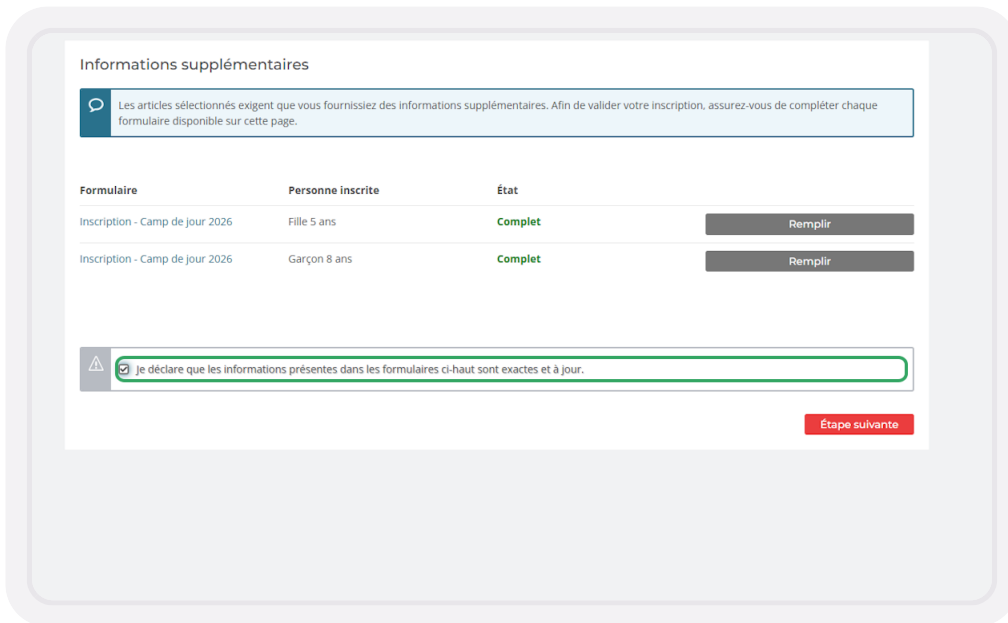 Informations supplémentaires
Les articles sélectionnés exigent que vous fournissiez des informations supplémentaires. Afin de valider votre inscription, assurez-vous de compléter chaque
formulaire disponible sur cette page.
Formulaire Personne inscrite État
Inscription - Camp de jour 2026 Fille 5 ans Complet Remplir
Inscription - Camp de jour 2026 Garçon 8 ans Complet Remplir
Je déclare que les informations présentes dans les formulaires ci-haut sont exactes et à jour.
Étape suivante